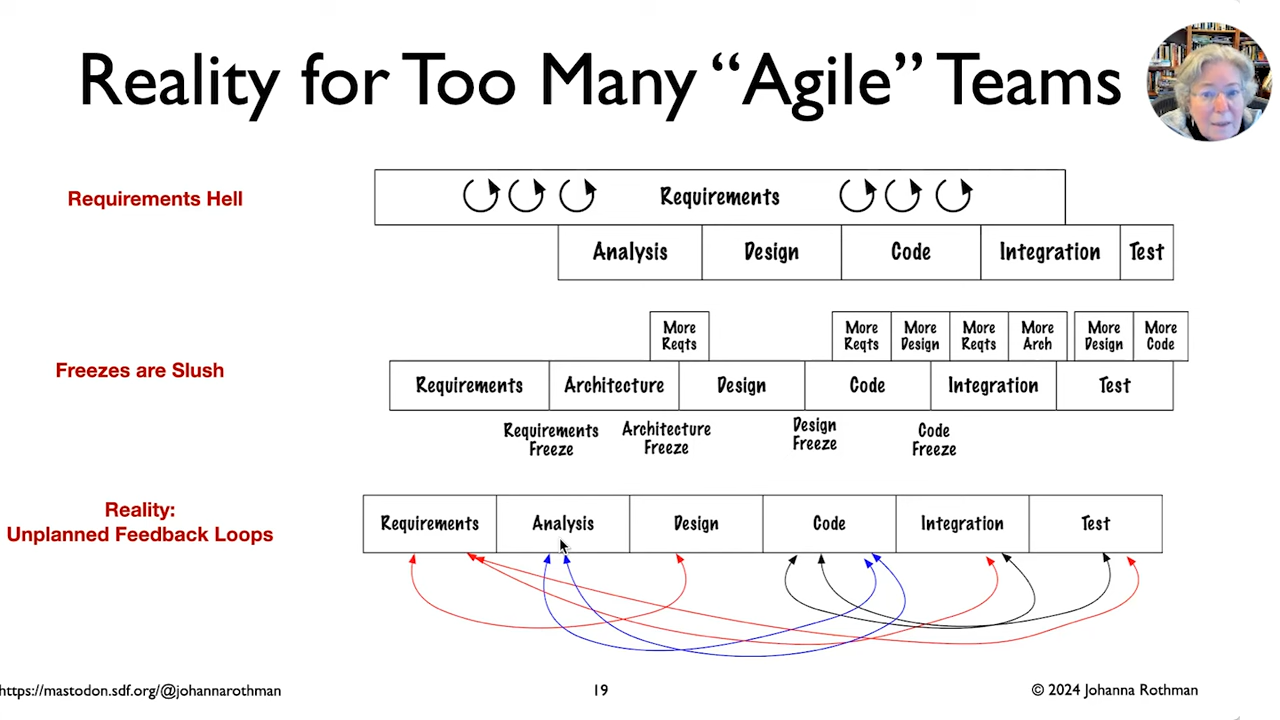 Reality for Too Many “Agile” Teams
Requirements Hell
Requirements
Analysis
Design
Code
Integration
Test
Freezes are Slush
More
Reqts
More
Reqts
More
Design
More
Reqts
More
Arch
More
Design
More
Code
Requirements
Architecture
Design
Code
Integration
Test
Requirements
Freeze
Architecture
Freeze
Design
Freeze
Code
Freeze
Reality:
Unplanned Feedback Loops
Requirements
Analysis
Design
Code
Integration
Test
https://mastodon.sdf.org/@johannarothman
19
© 2024 Johanna Rothman